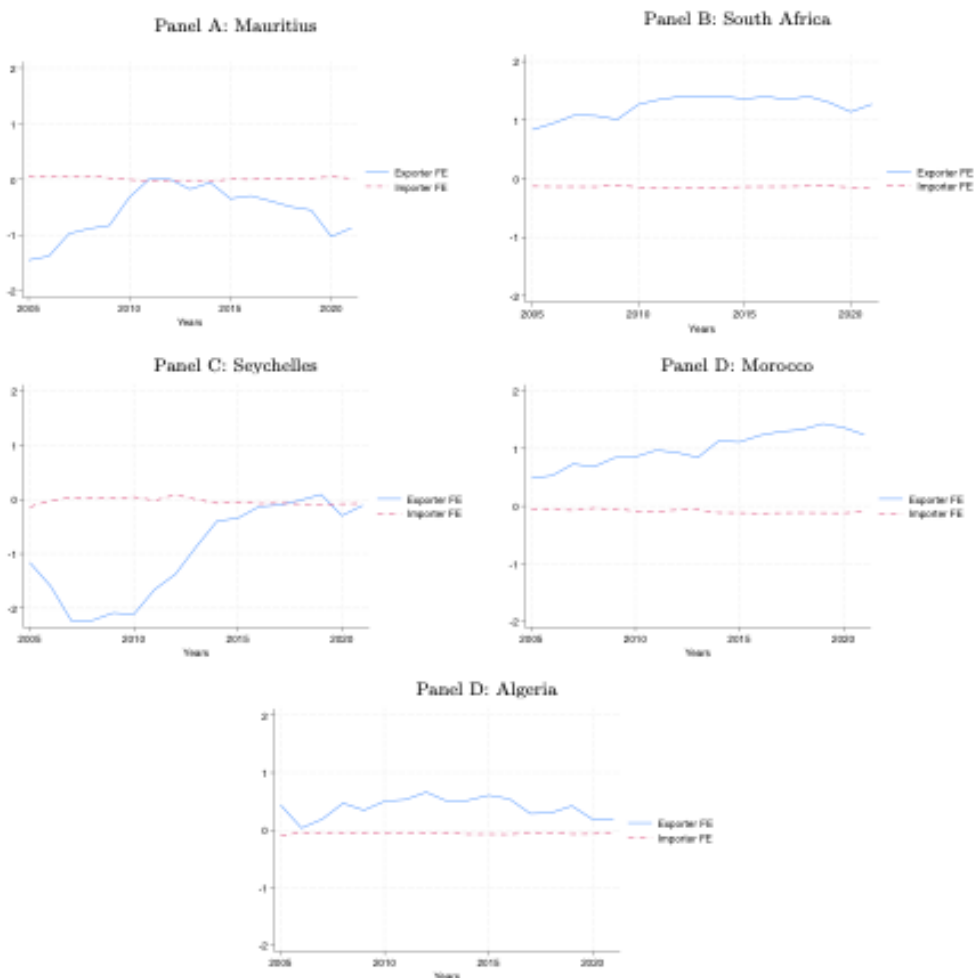 Panel A: Mauritius
2
1
0
-1
-2
2005 2010 2015 2020
Years
Exporter FE
Importer FE
Panel B: South Africa
2
1
0
-1
-2
2005 2010 2015 2020
Years
Exporter FE
Importer FE
Panel C: Seychelles
2
1
0
-1
-2
2005 2010 2015 2020
Years
Exporter FE
Importer FE
Panel D: Morocco
2
1
0
-1
-2
2005 2010 2015 2020
Years
Exporter FE
Importer FE
Panel D: Algeria
2
1
0
-1
-2
2005 2010 2015 2020
Years
Exporter FE
Importer FE